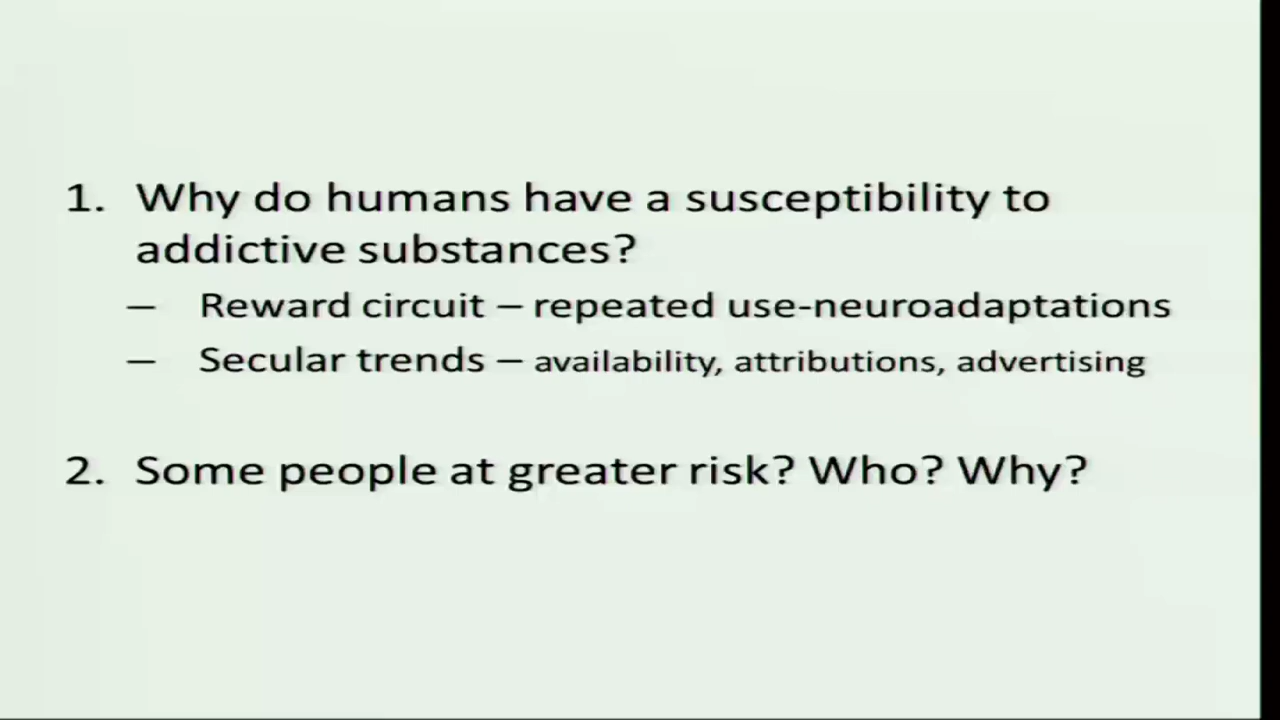 1. Why do humans have a susceptibility to
addictive substances?
– Reward circuit – repeated use-neuroadaptations
– Secular trends – availability, attributions, advertising
2. Some people at greater risk? Who? Why?